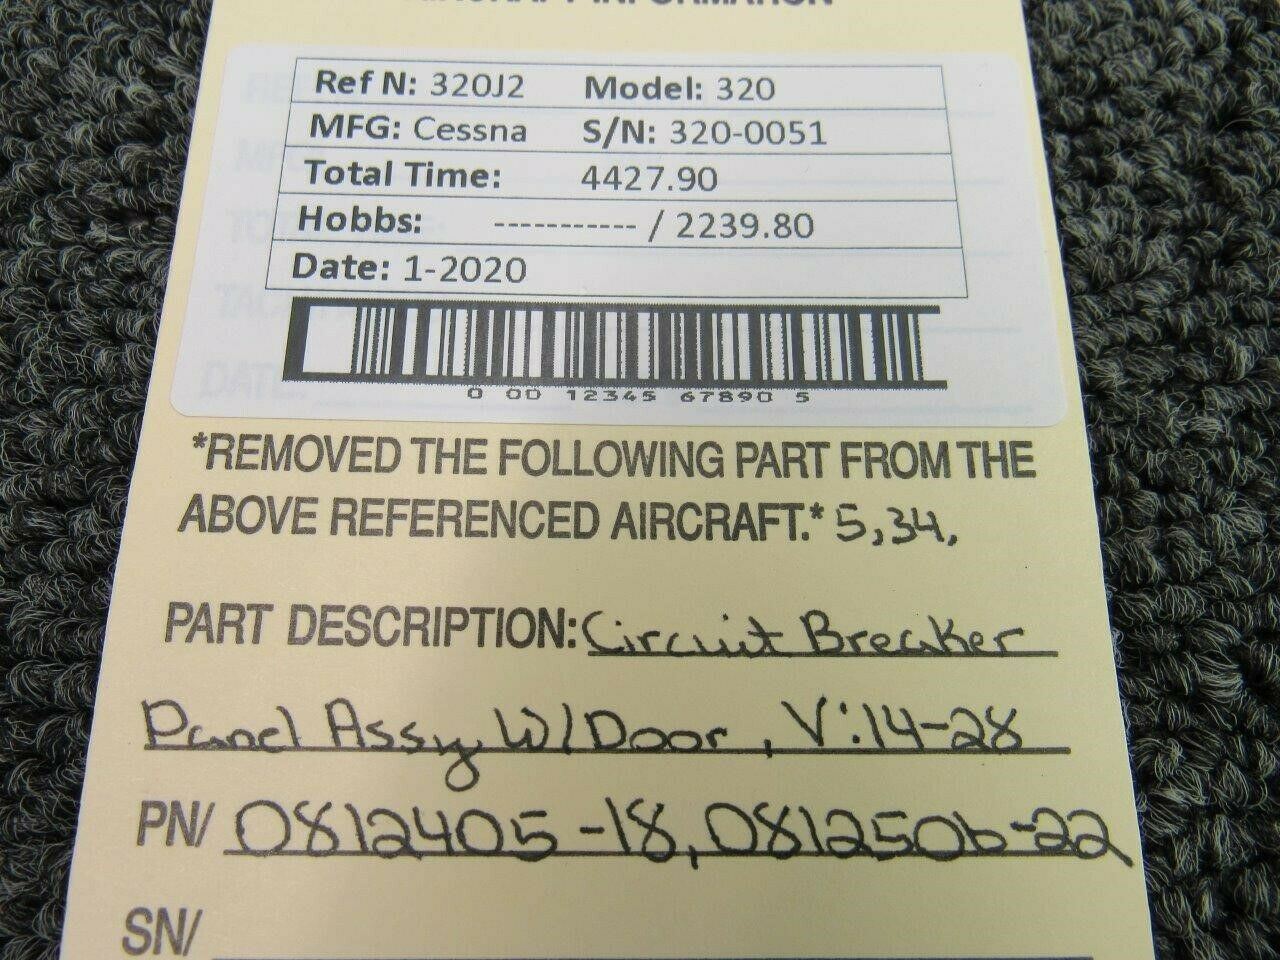 AIRCRAFT INFORMATION
Ref N: 320J2 Model: 320
MFG: Cessna S/N: 320-0051
Total Time: 4427.90
Hobbs: ----------- / 2239.80
Date: 1-2020
0 00 12345 67890 5
*REMOVED THE FOLLOWING PART FROM THE
ABOVE REFERENCED AIRCRAFT.* 5,34,
PART DESCRIPTION: Circuit Breaker
Panel Assy W/Door, V:14-28
PN/ 0812405-18, 0812506-22
SN/